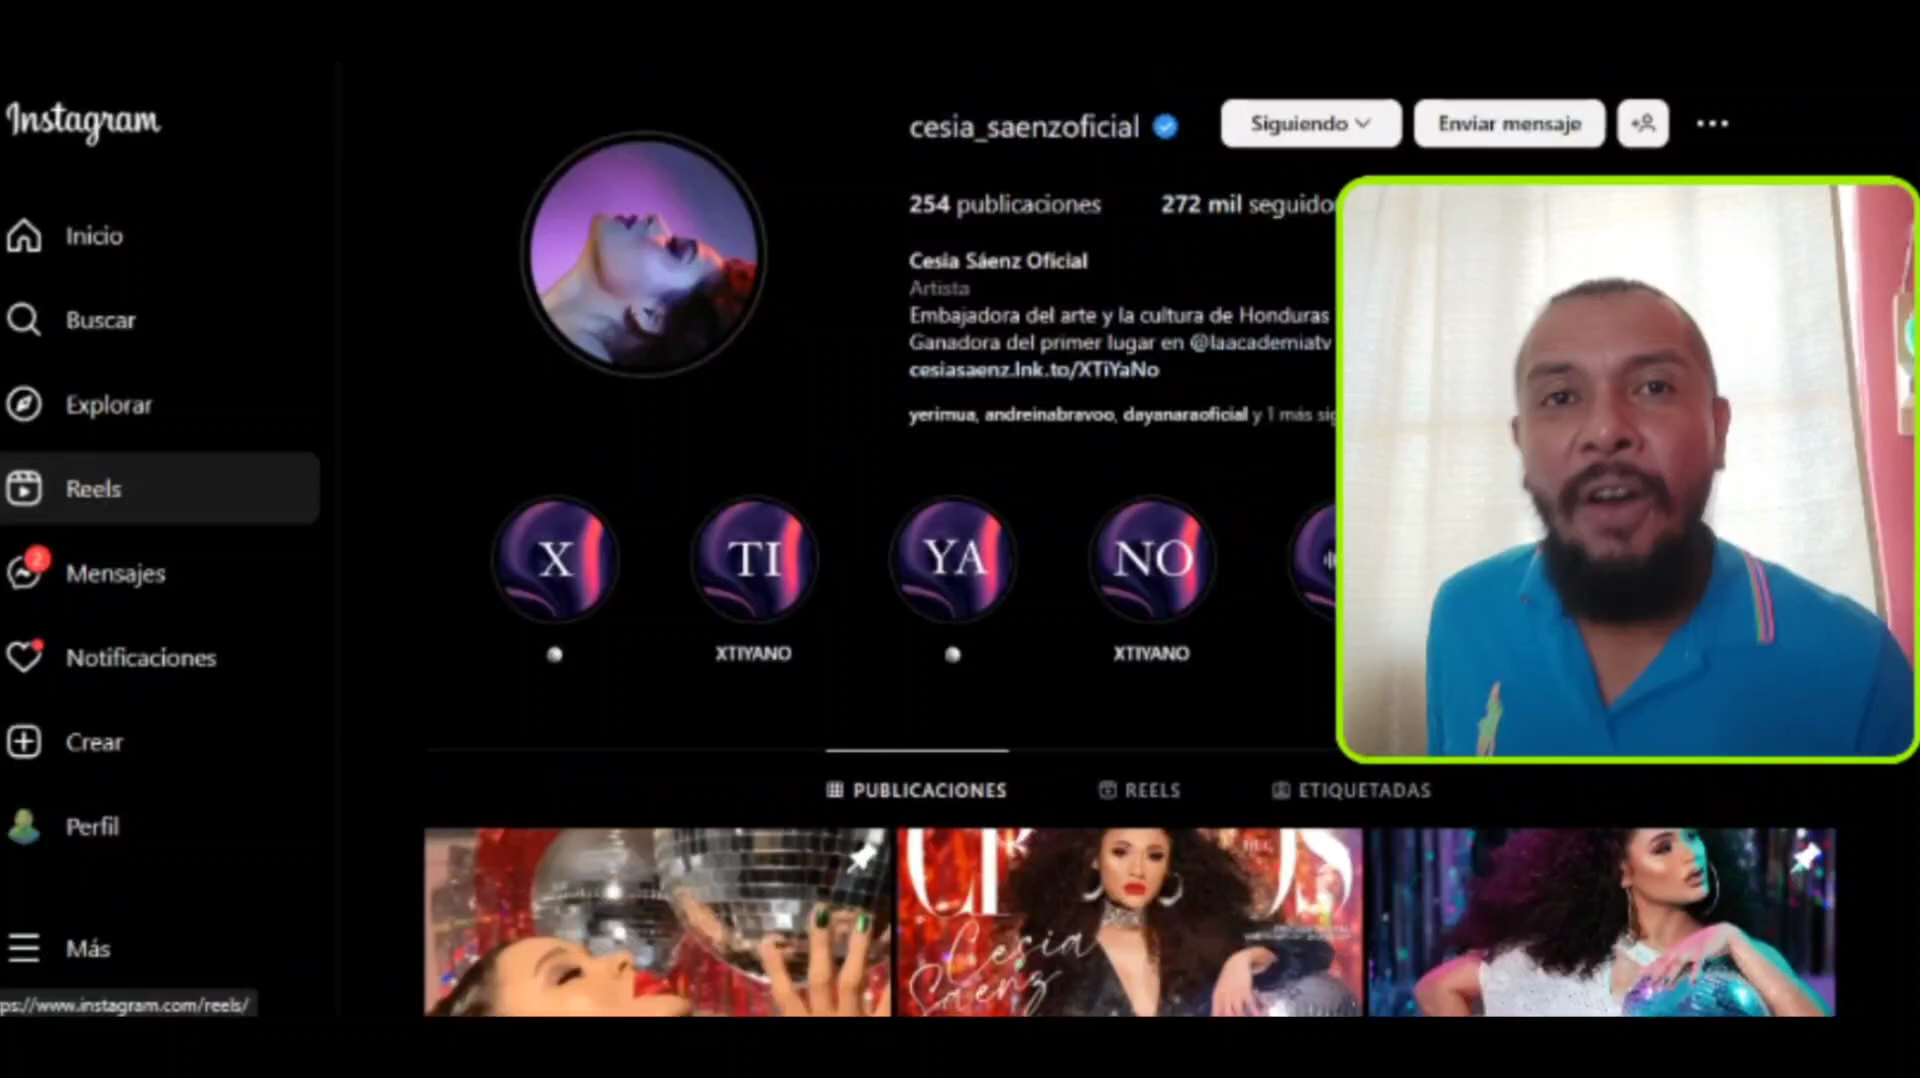 Instagram
Inicio
Buscar
Explorar
Reels
2
Mensajes
Notificaciones
Crear
Perfil
Más
ps://www.instagram.com/reels/
cesia_saenzoficial
Siguiendo
Enviar mensaje
254 publicaciones
272 mil seguido
Cesia Sáenz Oficial
Artista
Embajadora del arte y la cultura de Honduras
Ganadora del primer lugar en @laacademiatv
cesiasaenz.lnk.to/XTiYaNo
yerimua, andreinabravoo, dayanaraoficial y 1 más sig
X
TI
YA
NO
XTIYANO
XTIYANO
PUBLICACIONES
REELS
ETIQUETADAS
Cesia
Sáenz